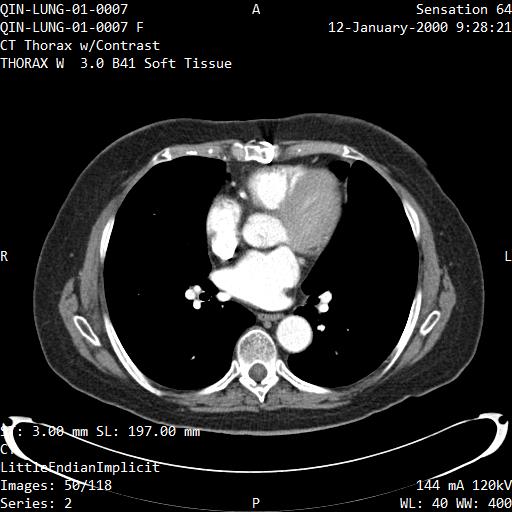 QIN-LUNG-01-0007
A
Sensation 64
QIN-LUNG-01-0007 F
12-January-2000 9:28:21
CT Thorax w/Contrast
THORAX W 3.0 B41 Soft Tissue
R
L
3.00 mm SL: 197.00 mm
LittleEndianImplicit
Images: 50/118
144 mA 120kV
Series: 2
P
WL: 40 WW: 400